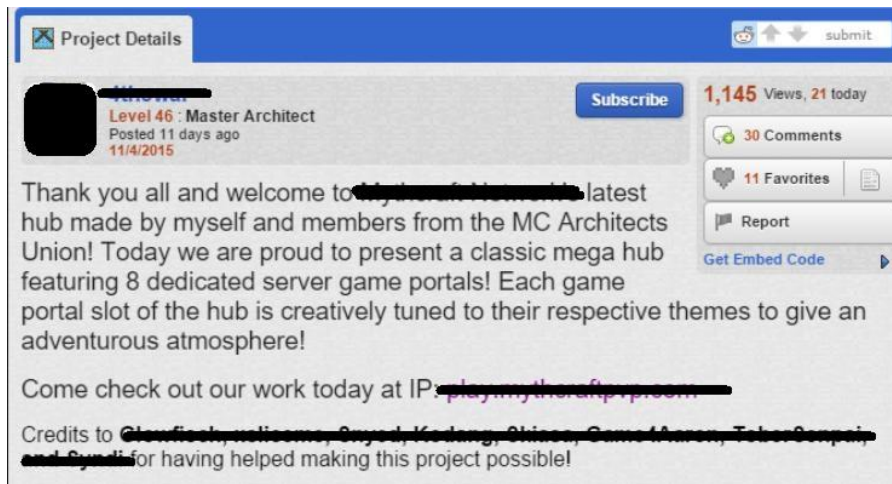 Project Details
submit
Subscribe
Level 46 : Master Architect
Posted 11 days ago
11/4/2015
1,145 Views, 21 today
30 Comments
11 Favorites
Report
Get Embed Code
Thank you all and welcome to latest
hub made by myself and members from the MC Architects
Union! Today we are proud to present a classic mega hub
featuring 8 dedicated server game portals! Each game
portal slot of the hub is creatively tuned to their respective themes to give an
adventurous atmosphere!
Come check out our work today at IP:
Credits to
for having helped making this project possible!